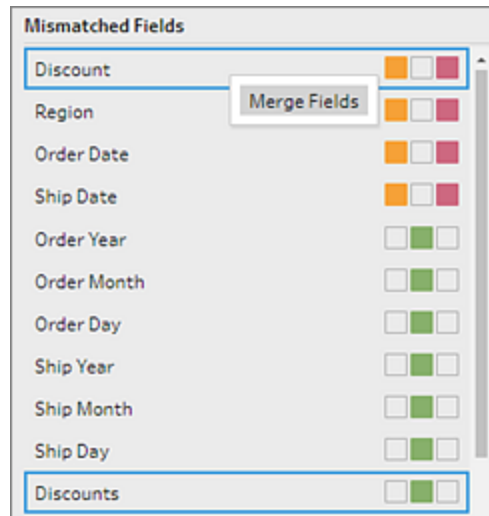 Mismatched Fields
Discount
Merge Fields
Region
Order Date
Ship Date
Order Year
Order Month
Order Day
Ship Year
Ship Month
Ship Day
Discounts